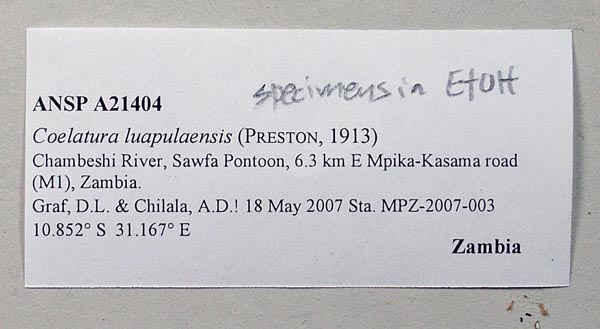 specimens in EtOH
ANSP A21404
Coelatura luapulaensis (PRESTON, 1913)
Chambeshi River, Sawfa Pontoon, 6.3 km E Mpika-Kasama road
(M1), Zambia.
Graf, D.L. & Chilala, A.D.! 18 May 2007 Sta. MPZ-2007-003
10.852° S 31.167° E
Zambia